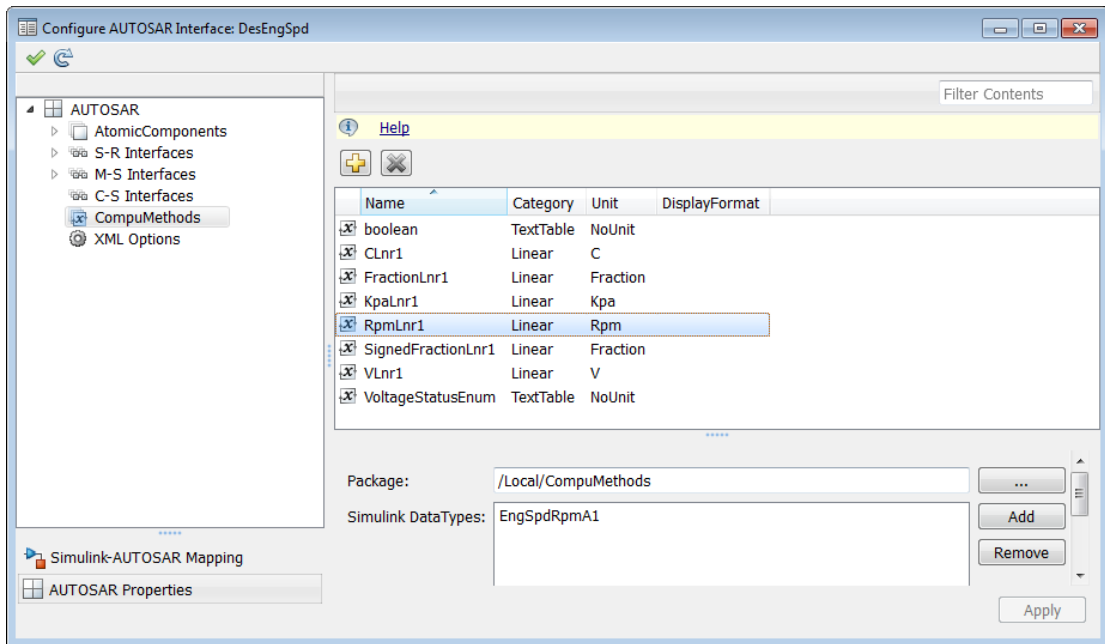 Configure AUTOSAR Interface: DesEngSpd
Filter Contents
AUTOSAR
AtomicComponents
S-R Interfaces
M-S Interfaces
C-S Interfaces
CompuMethods
XML Options
Help
Name Category Unit DisplayFormat
boolean TextTable NoUnit
CLnr1 Linear C
FractionLnr1 Linear Fraction
KpaLnr1 Linear Kpa
RpmLnr1 Linear Rpm
SignedFractionLnr1 Linear Fraction
VLnr1 Linear V
VoltageStatusEnum TextTable NoUnit
Package: /Local/CompuMethods ...
Simulink DataTypes: EngSpdRpmA1 Add
Remove
Simulink-AUTOSAR Mapping
AUTOSAR Properties
Apply